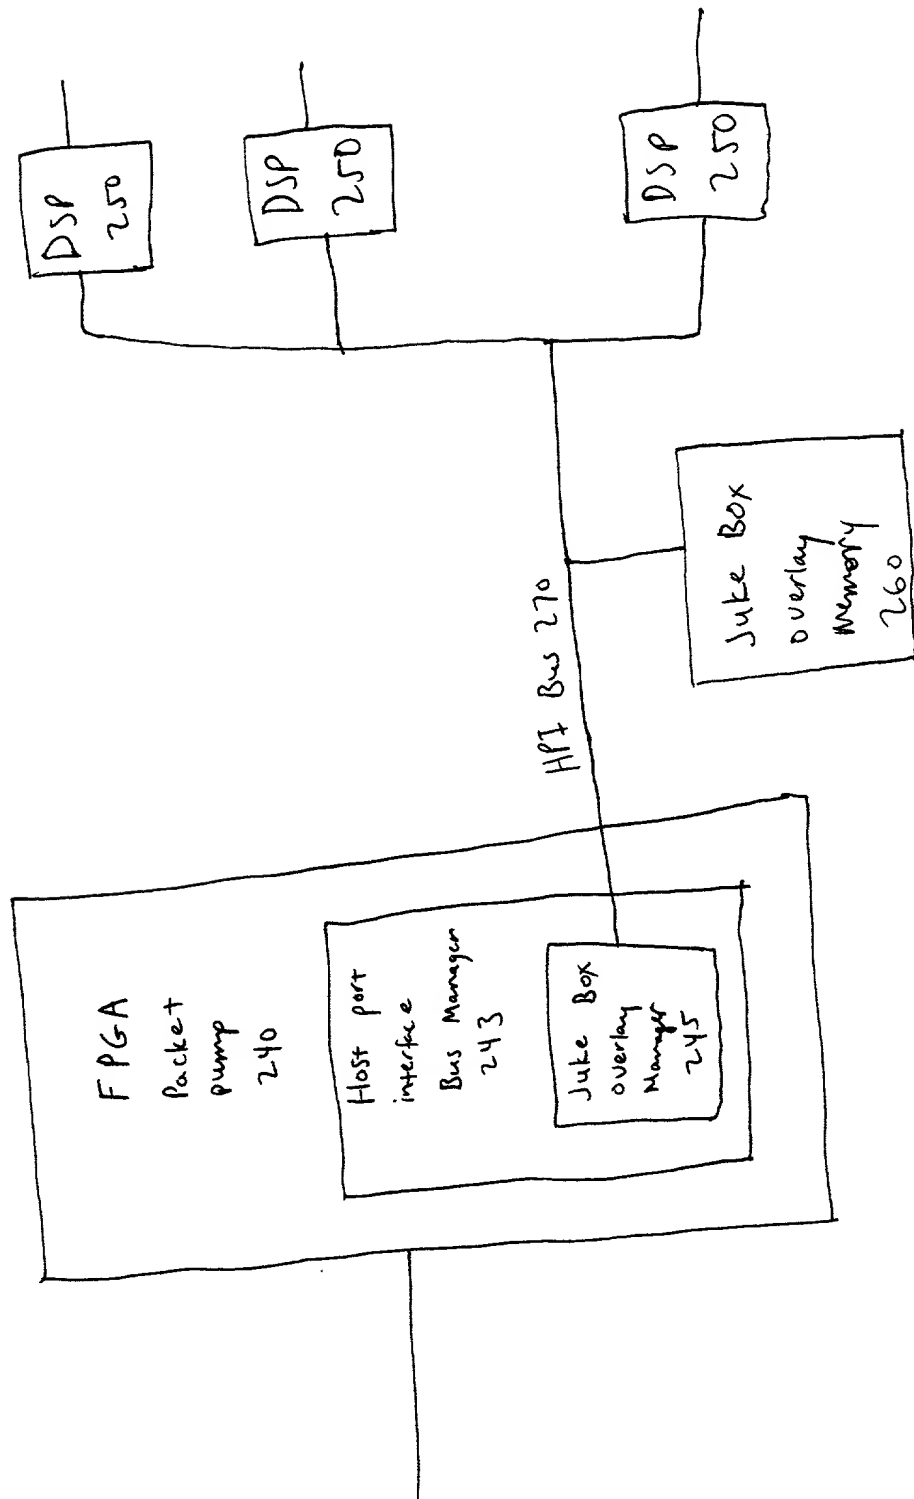 FPGA
Packet
pump
240
Host port
interface
Bus Manager
243
Juke Box
overlay
Manager
245
HPI Bus 270
Juke Box
overlay
Memory
260
DSP
250
DSP
250
DSP
250